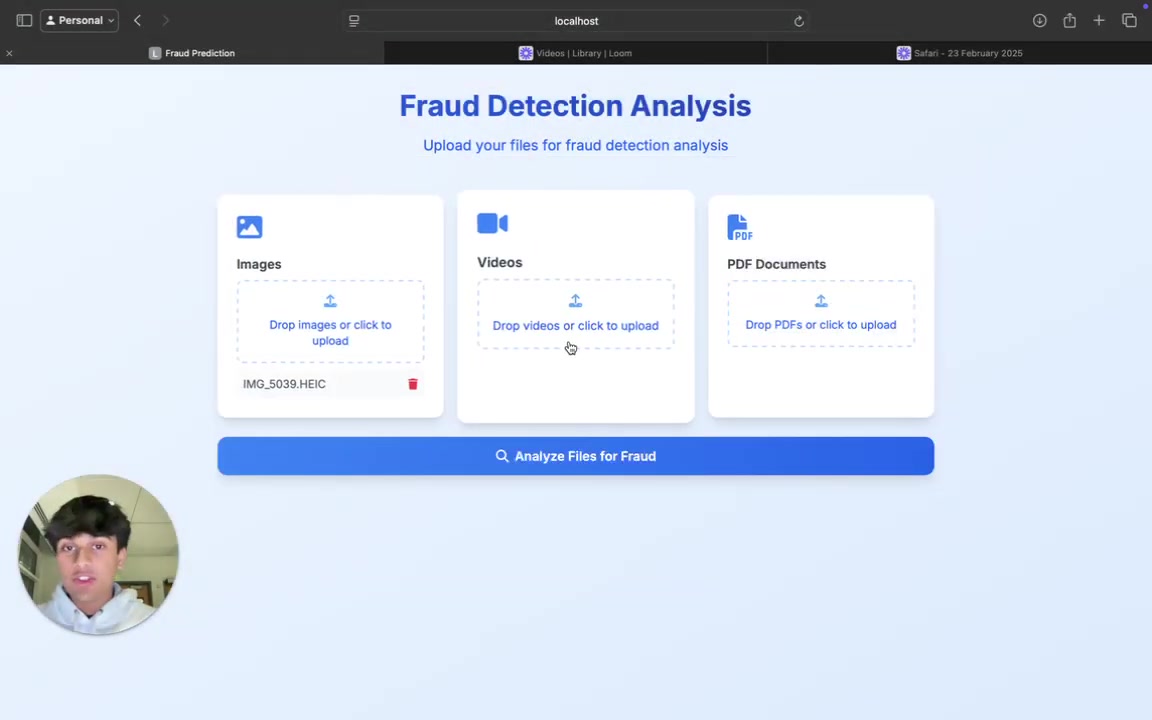 Personal
localhost
L Fraud Prediction
Videos | Library | Loom
Safari - 23 February 2025
Fraud Detection Analysis
Upload your files for fraud detection analysis
Images
Drop images or click to
upload
IMG_5039.HEIC
Videos
Drop videos or click to upload
PDF
PDF Documents
Drop PDFs or click to upload
Analyze Files for Fraud